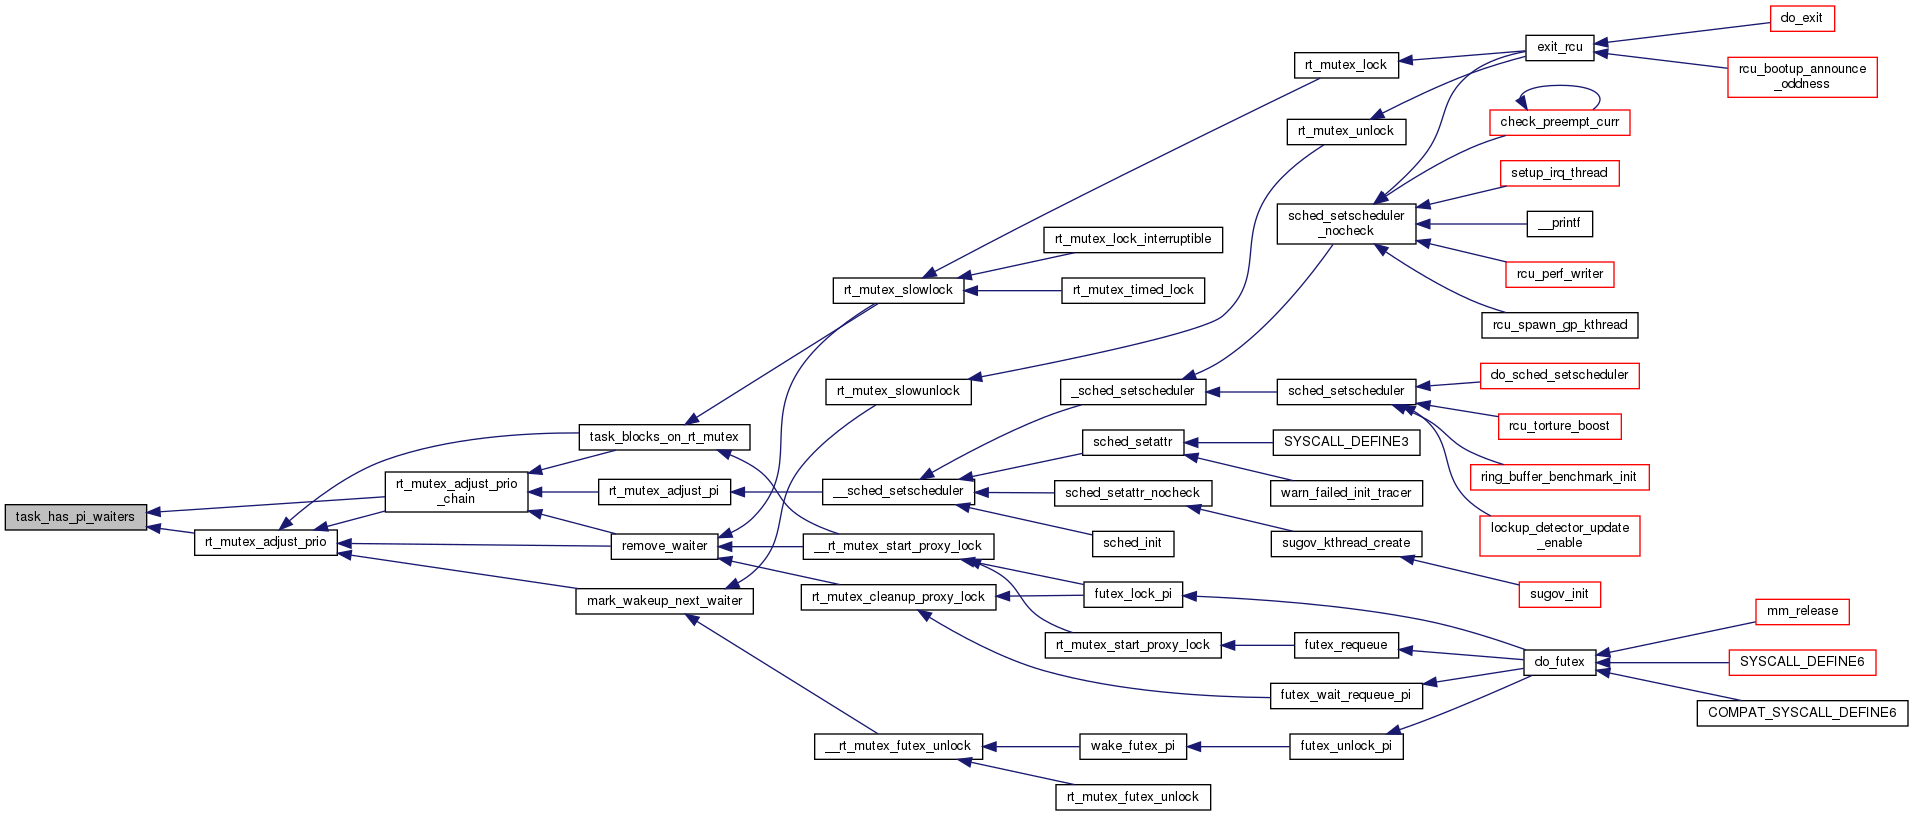 task_has_pi_waiters
rt_mutex_adjust_prio
rt_mutex_adjust_prio
_chain
task_blocks_on_rt_mutex
rt_mutex_adjust_pi
remove_waiter
mark_wakeup_next_waiter
rt_mutex_slowlock
rt_mutex_slowunlock
__sched_setscheduler
__rt_mutex_start_proxy_lock
rt_mutex_cleanup_proxy_lock
__rt_mutex_futex_unlock
rt_mutex_lock_interruptible
rt_mutex_timed_lock
_sched_setscheduler
sched_setattr
sched_setattr_nocheck
sched_init
futex_lock_pi
rt_mutex_start_proxy_lock
wake_futex_pi
rt_mutex_futex_unlock
rt_mutex_lock
rt_mutex_unlock
sched_setscheduler
_nocheck
sched_setscheduler
SYSCALL_DEFINE3
warn_failed_init_tracer
sugov_kthread_create
futex_requeue
futex_wait_requeue_pi
futex_unlock_pi
exit_rcu
check_preempt_curr
setup_irq_thread
__printf
rcu_perf_writer
rcu_spawn_gp_kthread
do_sched_setscheduler
rcu_torture_boost
ring_buffer_benchmark_init
lockup_detector_update
_enable
sugov_init
do_futex
do_exit
rcu_bootup_announce
_oddness
mm_release
SYSCALL_DEFINE6
COMPAT_SYSCALL_DEFINE6